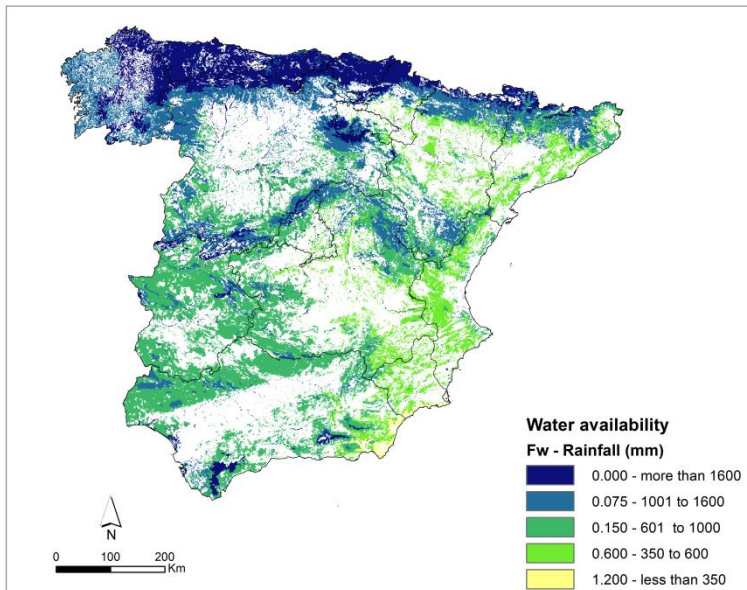 Water availability
Fw - Rainfall (mm)
0.000 - more than 1600
0.075 - 1001 to 1600
0.150 - 601 to 1000
0.600 - 350 to 600
1.200 - less than 350
N
0 100 200
Km